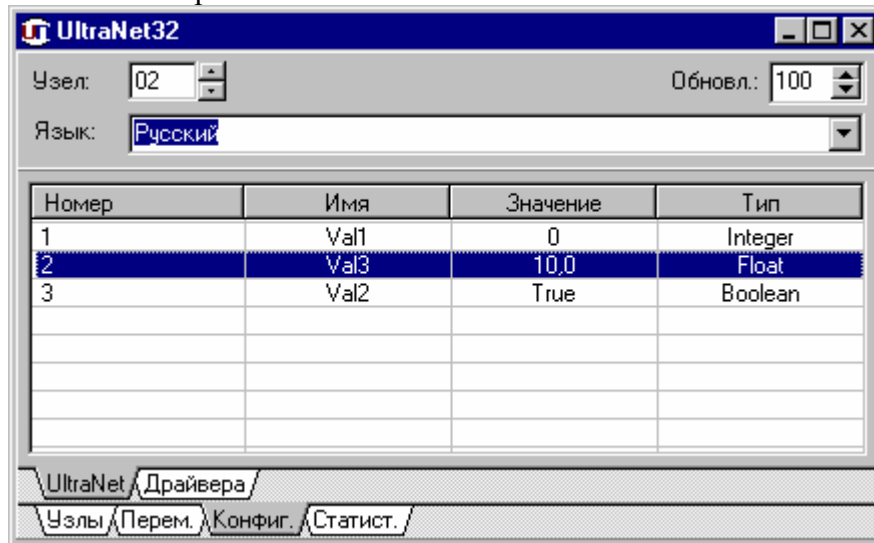 UltraNet32
Узел: 02 Обновл.: 100
Язык: Русский
Номер Имя Значение Тип
1 Val1 0 Integer
2 Val3 10,0 Float
3 Val2 True Boolean
UltraNet Драйвера
Узлы Перем. Конфиг. Статист.